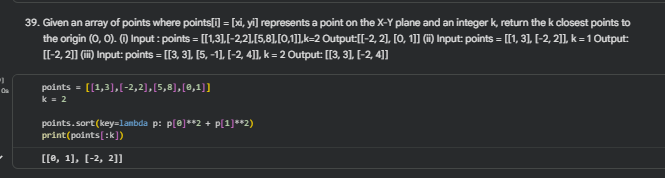 39. Given an array of points where points[i] = [xi, yi] represents a point on the X-Y plane and an integer k, return the k closest points to
the origin (0, 0). (i) Input : points = [[1,3],[-2,2],[5,8],[0,1]],k=2 Output:[[-2, 2], [0, 1]] (ii) Input: points = [[1, 3], [-2, 2]], k = 1 Output:
[[-2, 2]] (iii) Input: points = [[3, 3], [5, -1], [-2, 4]], k = 2 Output: [[3, 3], [-2, 4]]
0s
points = [[1,3],[-2,2],[5,8],[0,1]]
k = 2
points.sort(key=lambda p: p[0]**2 + p[1]**2)
print(points[:k])
[[0, 1], [-2, 2]]